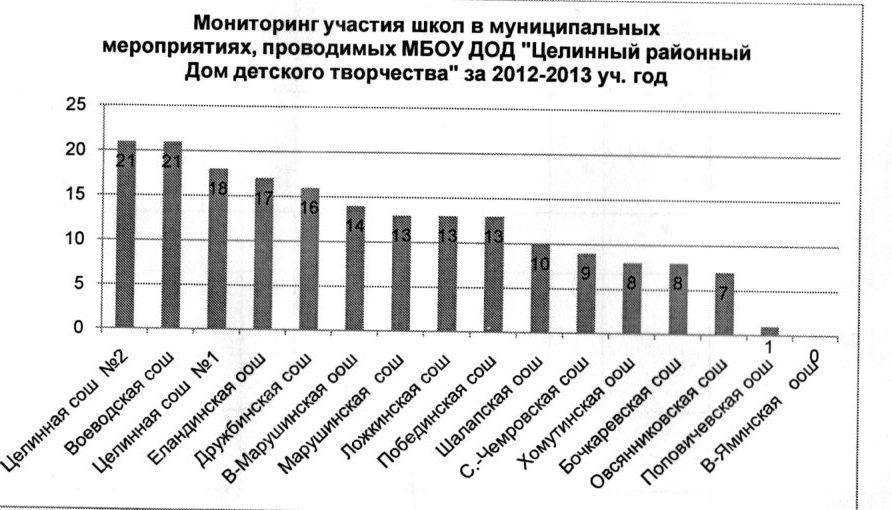 Мониторинг участия школ в муниципальных
мероприятиях, проводимых МБОУ ДОД "Целинный районный
Дом детского творчества" за 2012-2013 уч. год
25
20
15
10
5
0
21
21
18
17
16
14
13
13
13
10
9
8
8
7
1
0
Целинная сош №2
Воеводская сош
Целинная сош №1
Еландинская оош
Дружбинская сош
В-Марушинская оош
Марушинская сош
Ложкинская сош
Побединская сош
Шалапская оош
С.-Чемровская сош
Хомутинская оош
Бочкаревская сош
Овсянниковская сош
Поповичевская оош
В-Яминская оош